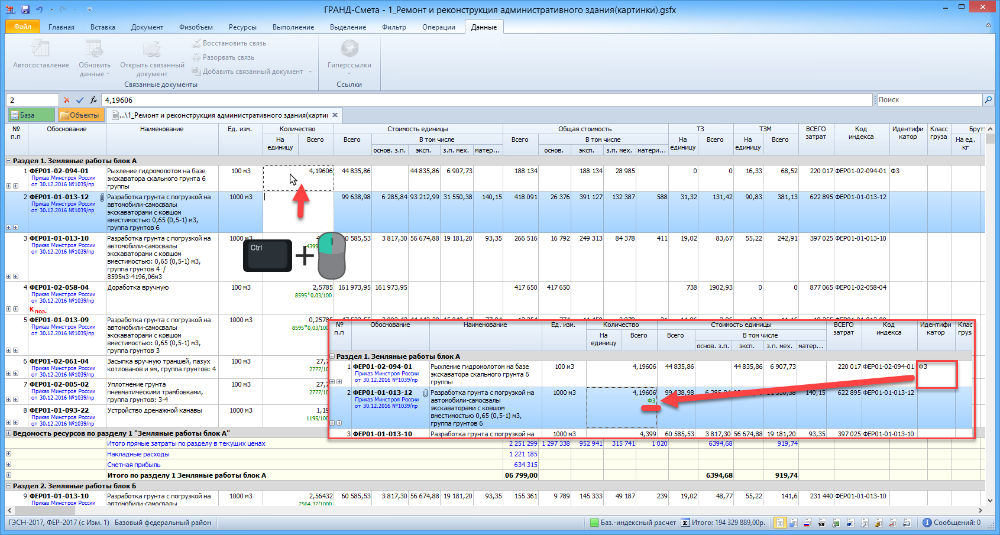 ГРАНД-Смета - 1_Ремонт и реконструкция административного здания(картинки).gsfx
Файл Главная Вставка Документ Физобъем Ресурсы Выполнение Выделение Фильтр Операции Данные
Автосоставление
Обновить данные
Открыть связанный документ
Восстановить связь
Разорвать связь
Добавить связанный документ
Связанные документы
Гиперссылки
Ссылки
2 fx 4,19606 Поиск
База Объекты ...\1_Ремонт и реконструкция административного здания(картин
№ п.п Обоснование Наименование Ед. изм. Количество Стоимость единицы Общая стоимость ТЗ ТЗМ ВСЕГО затрат Код индекса Идентифи катор Класс груза Брутт
На единицу Всего Всего В том числе Всего В том числе На единицу Всего На единицу Всего На ед. кг
основ. з.п. эксп. з.п. мех. матер... основ. эксп. з.п. мех. матери...
Раздел 1. Земляные работы блок А
1 ФЕР01-02-094-01 Рыхление гидромолотом на базе 100 м3 4,19606 44 835,86 44 835,86 6 907,73 188 134 188 134 28 985 0 0 16,33 68,52 220 017 ФЕР01-02-094-01 Ф3
Приказ Минстроя России экскаватора скального грунта 6
от 30.12.2016 №1039/пр группы
2 ФЕР01-01-013-12 Разработка грунта с погрузкой на 1000 м3 99 638,98 6 285,84 93 212,99 31 550,38 140,15 418 091 26 376 391 127 132 387 588 31,32 131,42 90,83 381,13 622 895 ФЕР01-01-013-12
Приказ Минстроя России автомобили-самосвалы
от 30.12.2016 №1039/пр экскаваторами с ковшом
вместимостью 0,65 (0,5-1) м3,
группа грунтов 6
3 ФЕР01-01-013-10 Разработка грунта с погрузкой на 1000 м3 60 585,53 3 817,30 56 674,88 19 181,20 93,35 266 516 16 792 249 313 84 378 411 19,02 83,67 55,22 242,91 397 025 ФЕР01-01-013-10
Приказ Минстроя России автомобили-самосвалы 4399
от 30.12.2016 №1039/пр экскаваторами с ковшом
вместимостью: 0,65 (0,5-1) м3,
группа грунтов 4 /
8595м3-4196,06м3
Ctrl +
4 ФЕР01-02-058-04 Доработка вручную 100 м3 2,5785 161 973,95 161 973,95 417 650 417 650 738 1902,93 0 0 877 065 ФЕР01-02-058-04
Приказ Минстроя России 8595*0,03/100
от 30.12.2016 №1039/пр
К поз.
5 ФЕР01-01-013-09 Разработка грунта с погрузкой на 1000 м3 0,25785
Приказ Минстроя России автомобили-самосвалы 8595*0,03/100
от 30.12.2016 №1039/пр экскаваторами с ковшом
вместимостью: 0,65 (0,5-1) м3,
группа грунтов 3
6 ФЕР01-02-061-04 Засыпка вручную траншей, пазух 100 м3 27,7
Приказ Минстроя России котлованов и ям, группа грунтов: 4 2777/10
от 30.12.2016 №1039/пр
7 ФЕР01-02-005-02 Уплотнение грунта 100 м3 27,7
Приказ Минстроя России пневматическими трамбовками, 2777/10
от 30.12.2016 №1039/пр группа грунтов: 3-4
8 ФЕР01-01-093-22 Устройство дренажной канавы 1000 м3 1,19
Приказ Минстроя России 1195/100
от 30.12.2016 №1039/пр
№ п.п Обоснование Наименование Ед. изм. Количество Стоимость единицы ВСЕГО затрат Код индекса Идентифи катор Клас груза
На единицу Всего Всего В том числе
основ. з.п. эксп. з.п. мех. матер...
Раздел 1. Земляные работы блок А
1 ФЕР01-02-094-01 Рыхление гидромолотом на базе 100 м3 4,19606 44 835,86 44 835,86 6 907,73 220 017 ФЕР01-02-094-01 Ф3
Приказ Минстроя России экскаватора скального грунта 6
от 30.12.2016 №1039/пр группы
2 ФЕР01-01-013-12 Разработка грунта с погрузкой на 1000 м3 4,19606 99 638,98 140,15 622 895 ФЕР01-01-013-12
Приказ Минстроя России автомобили-самосвалы Ф3
от 30.12.2016 №1039/пр экскаваторами с ковшом
вместимостью 0,65 (0,5-1) м3,
группа грунтов 6
3 ФЕР01-01-013-10 Разработка грунта с погрузкой на 1000 м3 4,399 60 585,53 3 817,30 56 674,88 19 181,20 93,35 397 025 ФЕР01-01-013-10
Ведомость ресурсов по разделу 1 "Земляные работы блок А"
Итого прямые затраты по разделу в текущих ценах 2 251 299 1 297 338 952 941 315 741 1 020 6394,68 919,74
Накладные расходы 1 221 185
Сметная прибыль 634 315
Итого по разделу 1 Земляные работы блок А 06 799,00 6394,68 919,74
Раздел 2. Земляные работы блок Б
9 ФЕР01-01-013-10 Разработка грунта с погрузкой на 1000 м3 2,56432 60 585,53 3 817,30 56 674,88 19 181,20 93,35 155 361 9 789 145 333 49 187 239 19,02 48,77 55,22 141,6 231 440 ФЕР01-01-013-10
Приказ Минстроя России автомобили-самосвалы 2564,32/1000
ГЭСН-2017, ФЕР-2017 (с Изм. 1) Базовый федеральный район Баз.-индексный расчет Итого: 194 329 889,00р. Сообщений: 0